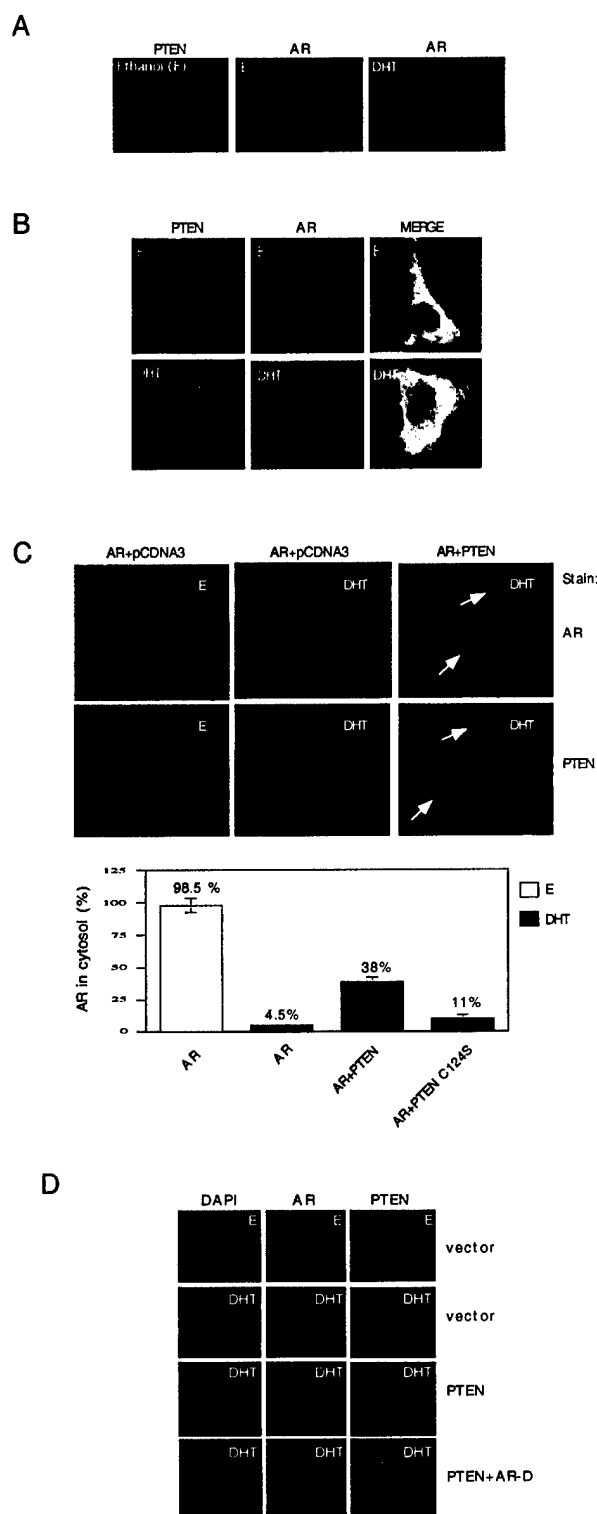 A
PTEN AR AR
Ethanol (E) E DHT
B
PTEN AR MERGE
E E E
DHT DHT DHT
C
AR+pCDNA3 AR+pCDNA3 AR+PTEN
E DHT DHT
Stain:
AR
E DHT DHT
PTEN
AR in cytosol (%)
125
100
75
50
25
0
98.5 %
4.5%
38%
11%
E
DHT
AR
AR
AR+PTEN
AR+PTEN C124S
D
DAPI AR PTEN
E E E
vector
DHT DHT DHT
vector
DHT DHT DHT
PTEN
DHT DHT DHT
PTEN+AR-D